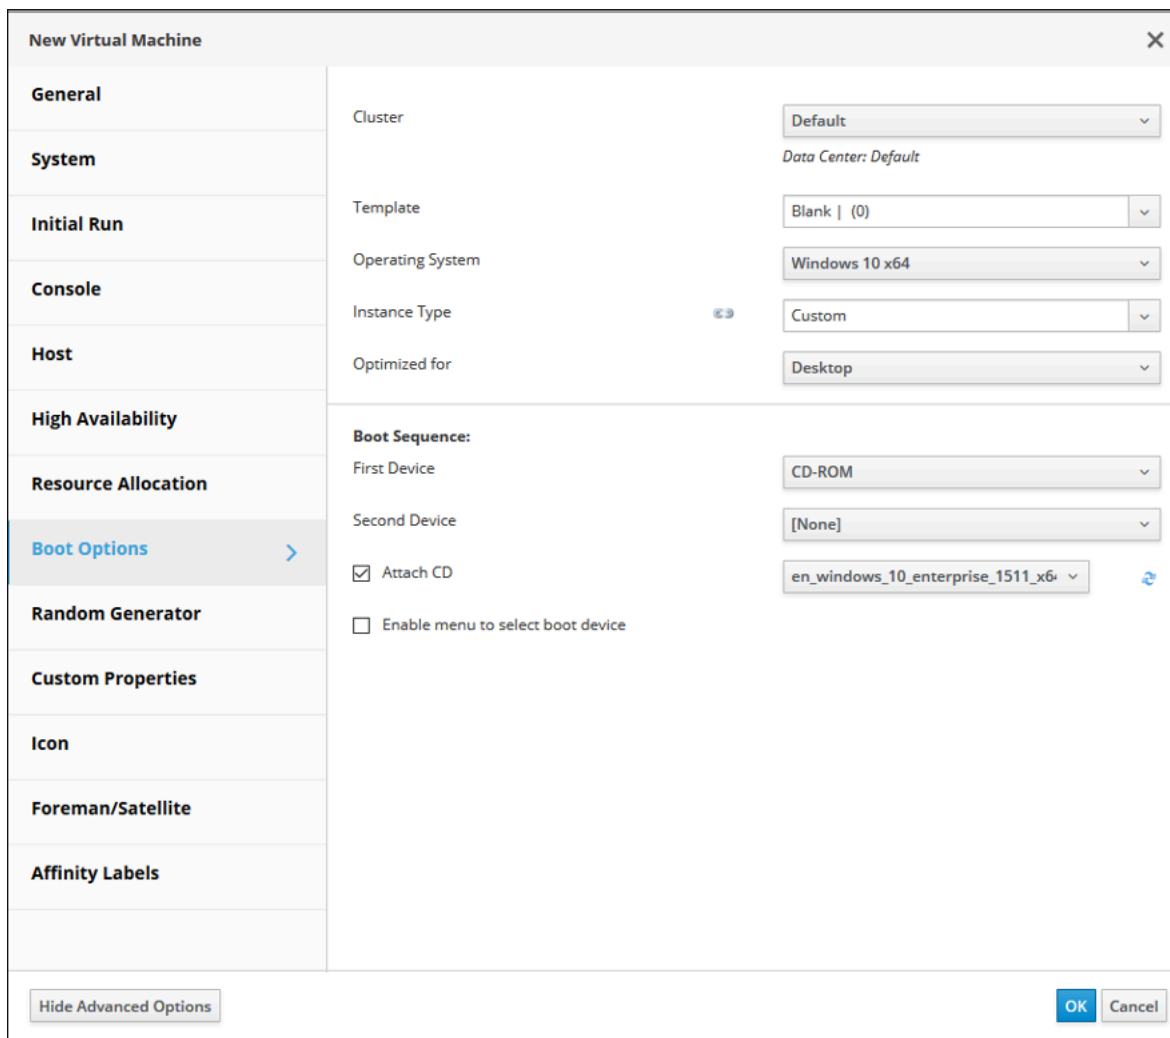 New Virtual Machine
General
System
Initial Run
Console
Host
High Availability
Resource Allocation
Boot Options
Random Generator
Custom Properties
Icon
Foreman/Satellite
Affinity Labels
Cluster Default
Data Center: Default
Template Blank | (0)
Operating System Windows 10 x64
Instance Type Custom
Optimized for Desktop
Boot Sequence:
First Device CD-ROM
Second Device [None]
Attach CD en_windows_10_enterprise_1511_x6
Enable menu to select boot device
Hide Advanced Options OK Cancel